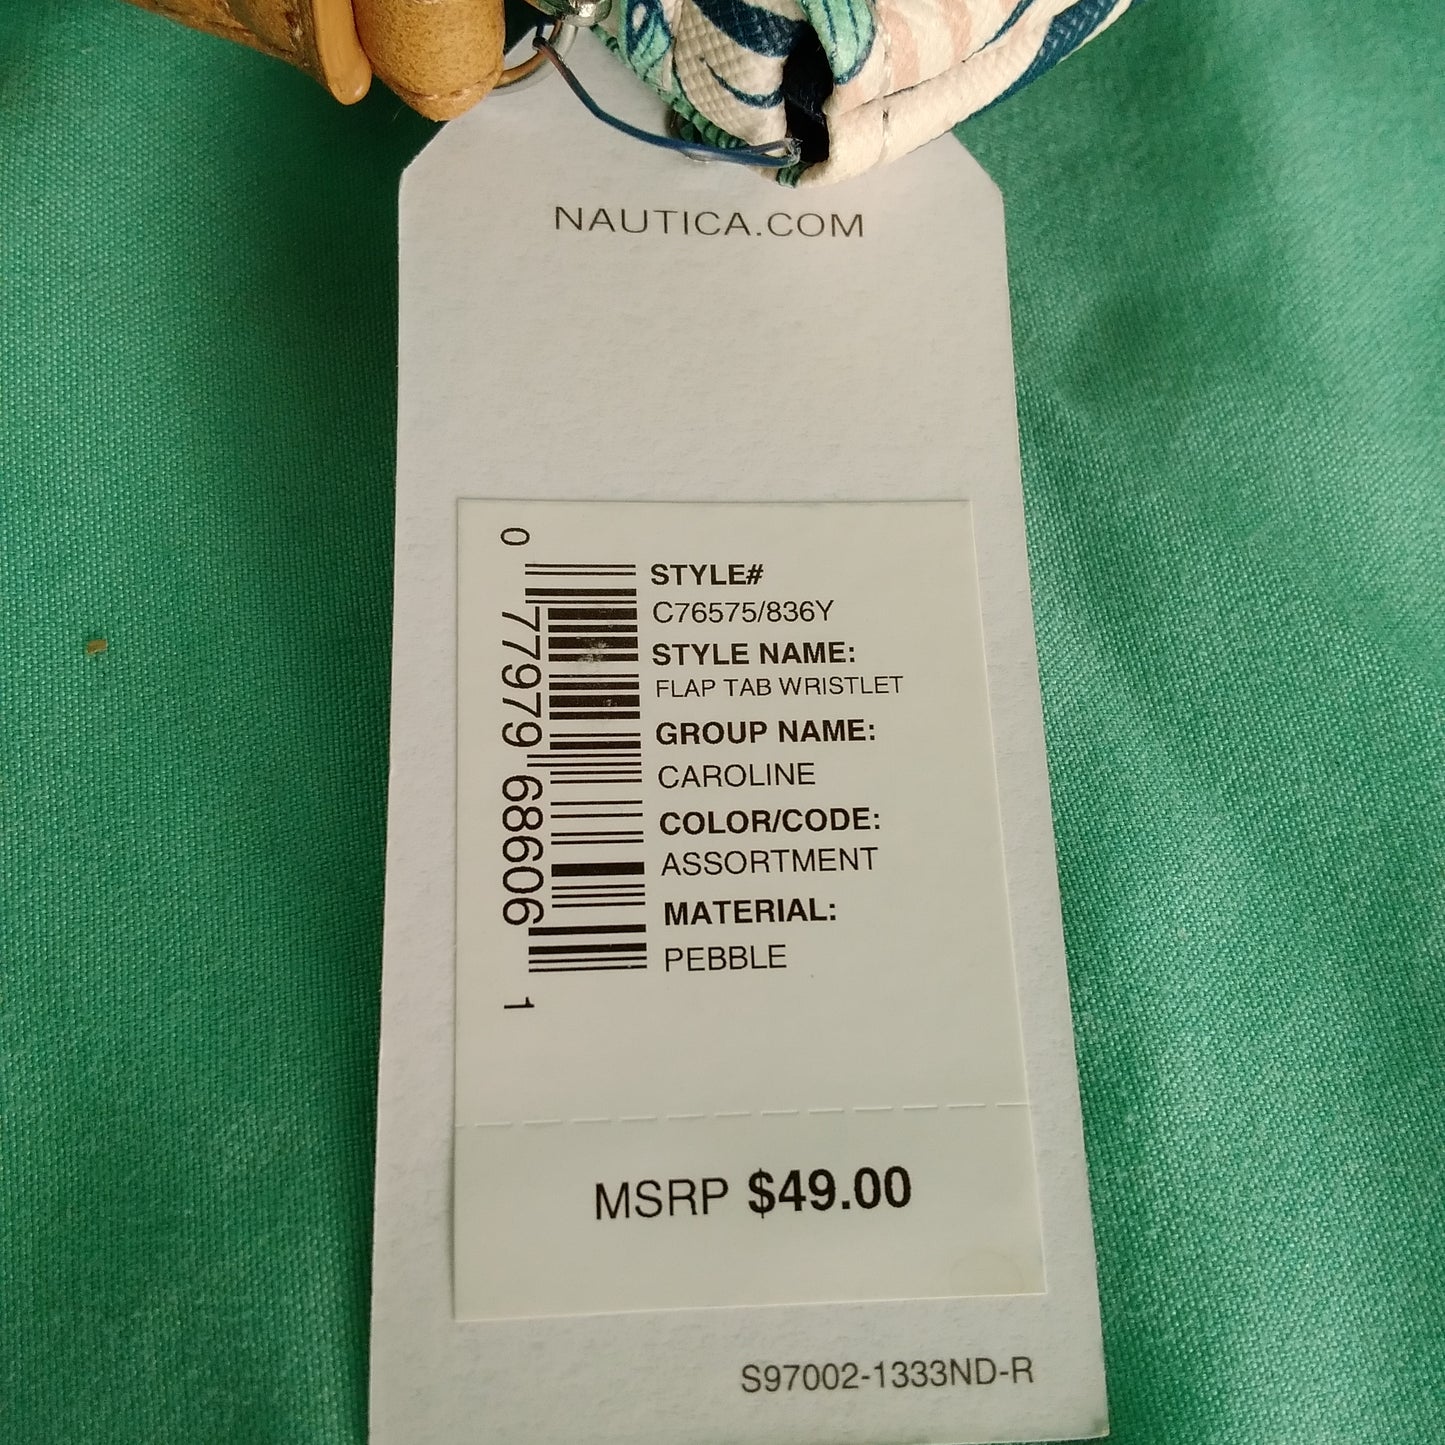 NAUTICA.COM
0 77979 68606 1
STYLE#
C76575/836Y
STYLE NAME:
FLAP TAB WRISTLET
GROUP NAME:
CAROLINE
COLOR/CODE:
ASSORTMENT
MATERIAL:
PEBBLE
MSRP $49.00
S97002-1333ND-R